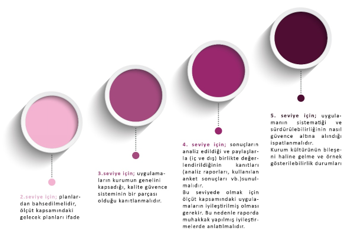 2.seviye için; planlar-
dan bahsedilmelidir,
ölçüt kapsamındaki
gelecek planları ifade
3.seviye için; uygulama-
ların kurumun genelini
kapsadığı, kalite güvence
sisteminin bir parçası
olduğu kanıtlanmalıdır.
4. seviye için; sonuçların
analiz edildiği ve paylaşlar-
la (iç ve dış) birlikte değer-
lendirildiğinin kanıtları
(analiz raporları, kullanılan
anket sonuçları vb.)sunul-
malıdır.
Bu seviyede olmak için
ölçüt kapsamındaki uygula-
maların iyileştirilmiş olması
gerekir. Bu nedenle raporda
muhakkak yapılmış iyileştir-
melerde anlatılmalıdır.
5. seviye için; uygula-
manın sistematiği ve
sürdürülebilirliğinin nasıl
güvence altına alındığı
ispatlanmalıdır.
Kurum kültürünün bileşe-
ni haline gelme ve örnek
gösterilebilirlik durumları